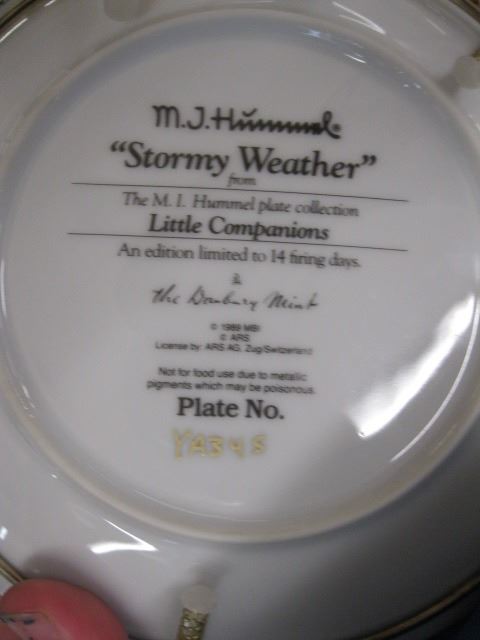 M.J.Hummel
“Stormy Weather”
from
The M. I. Hummel plate collection
Little Companions
An edition limited to 14 firing days.
&
the Danbury Mint
© 1989 MBI
© ARS
License by: ARS AG, Zug/Switzerland
Not for food use due to metallic
pigments which may be poisonous.
Plate No.
YA345